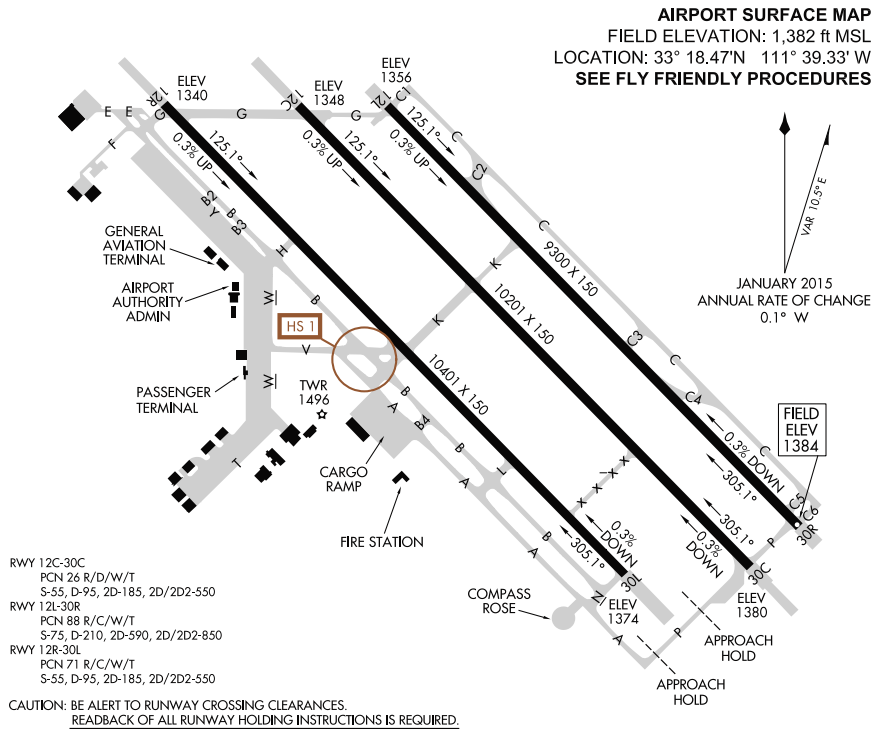 AIRPORT SURFACE MAP
FIELD ELEVATION: 1,382 ft MSL
LOCATION: 33° 18.47'N 111° 39.33' W
SEE FLY FRIENDLY PROCEDURES
ELEV
1340
ELEV
1348
ELEV
1356
12R
12C
12L
C1
E E
G
G
G
F
125.1°
0.3% UP
125.1°
0.3% UP
125.1°
0.3% UP
C
C2
C
VAR 10.5° E
JANUARY 2015
ANNUAL RATE OF CHANGE
0.1° W
B2
B
Y
B3
H
B
K
K
GENERAL
AVIATION
TERMINAL
AIRPORT
AUTHORITY
ADMIN
W
HS 1
V
W
PASSENGER
TERMINAL
TWR
1496
9300 X 150
10201 X 150
10401 X 150
C3
C
C4
C
C5
C6
FIELD
ELEV
1384
0.3% DOWN
305.1°
30R
B
A
B4
B
A
L
I
X X X X
T
CARGO
RAMP
FIRE STATION
B
A
305.1°
0.3%
DOWN
30L
305.1°
0.3%
DOWN
30C
P
ELEV
1374
ELEV
1380
COMPASS
ROSE
N
A
P
APPROACH
HOLD
APPROACH
HOLD
RWY 12C-30C
PCN 26 R/D/W/T
S-55, D-95, 2D-185, 2D/2D2-550
RWY 12L-30R
PCN 88 R/C/W/T
S-75, D-210, 2D-590, 2D/2D2-850
RWY 12R-30L
PCN 71 R/C/W/T
S-55, D-95, 2D-185, 2D/2D2-550
CAUTION: BE ALERT TO RUNWAY CROSSING CLEARANCES.
READBACK OF ALL RUNWAY HOLDING INSTRUCTIONS IS REQUIRED.